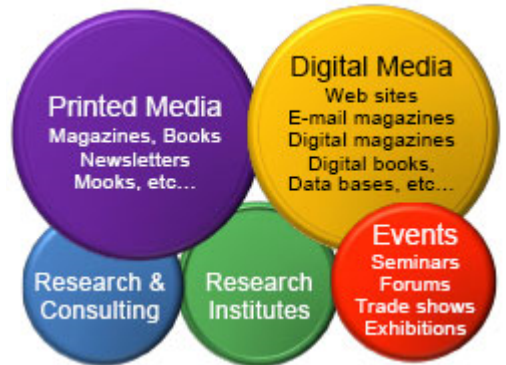 Printed Media
Magazines, Books
Newsletters
Mooks, etc...
Digital Media
Web sites
E-mail magazines
Digital magazines
Digital books,
Data bases, etc...
Research &
Consulting
Research
Institutes
Events
Seminars
Forums
Trade shows
Exhibitions